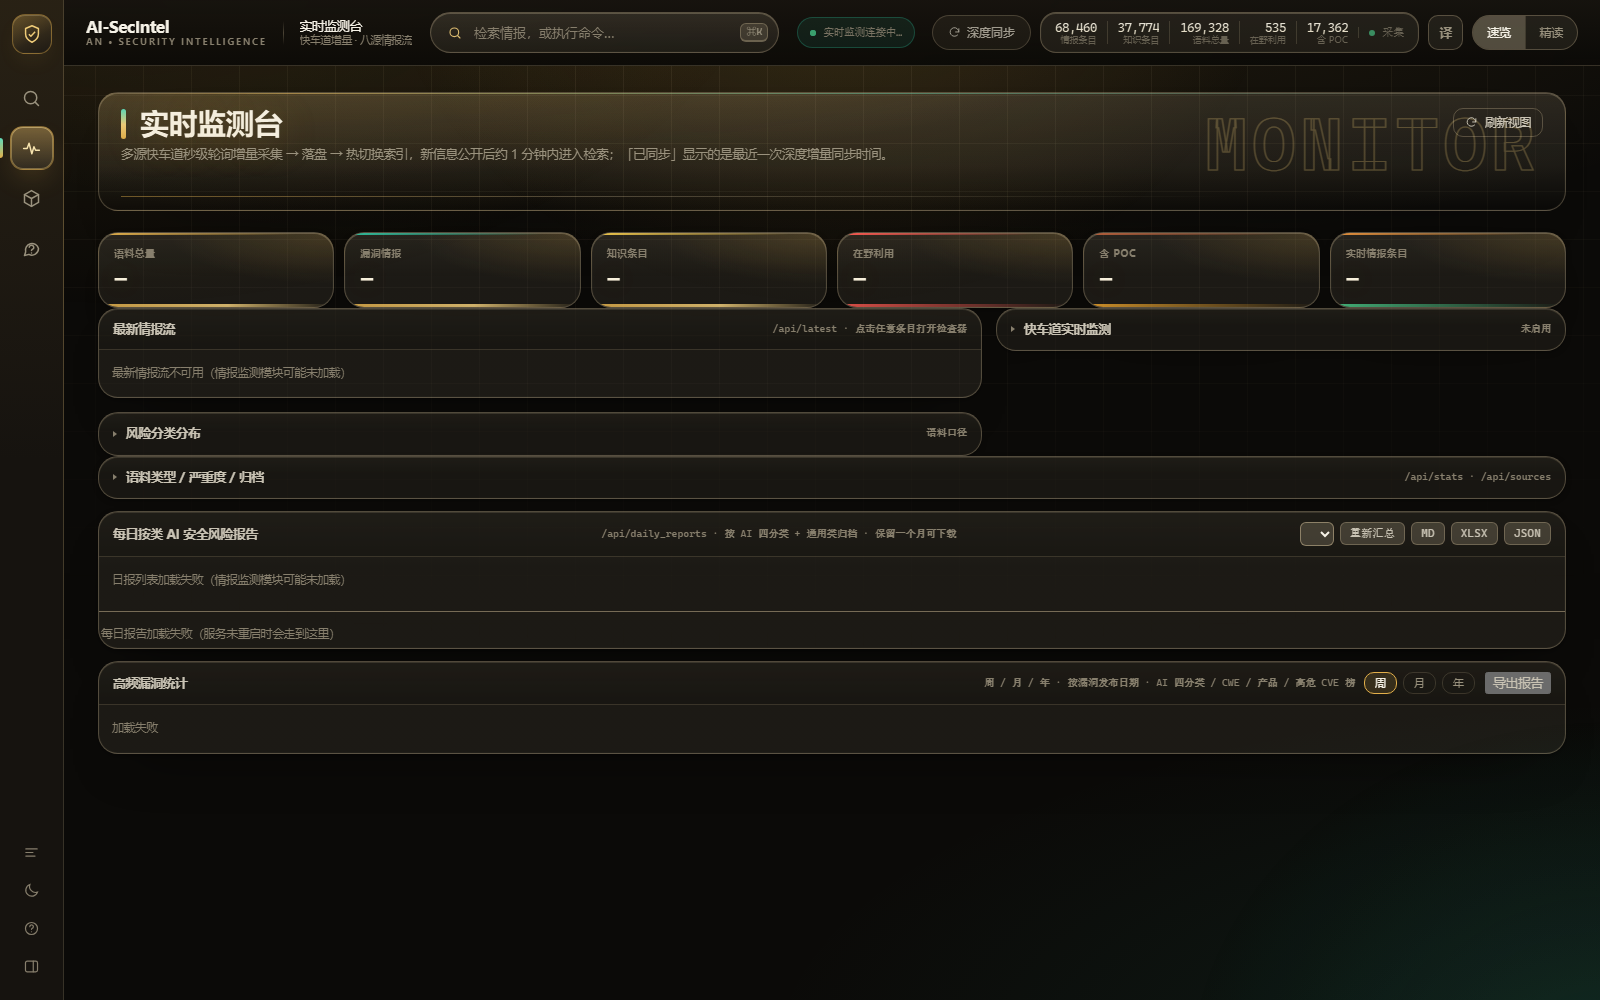 AI-SecIntel
AN • SECURITY INTELLIGENCE
实时监测台
快车道增量 · 八源情报流
检索情报，或执行命令…
⌘K
实时监测连接中…
深度同步
68,460
情报条目
37,774
知识条目
169,328
语料总量
535
在野利用
17,362
含 POC
采集
译
速览
精读
实时监测台
多源快车道秒级轮询增量采集 → 落盘 → 热切换索引，新信息公开后约 1 分钟内进入检索；「已同步」显示的是最近一次深度增量同步时间。
MONITOR
刷新视图
语料总量
—
漏洞情报
—
知识条目
—
在野利用
—
含 POC
—
实时情报条目
—
最新情报流
/api/latest · 点击任意条目打开检查器
最新情报流不可用（情报监测模块可能未加载）
快车道实时监测
未启用
风险分类分布
语料口径
语料类型 / 严重度 / 归档
/api/stats · /api/sources
每日按类 AI 安全风险报告
/api/daily_reports · 按 AI 四分类 + 通用类归档 · 保留一个月可下载
重新汇总
MD
XLSX
JSON
日报列表加载失败（情报监测模块可能未加载）
每日报告加载失败（服务未重启时会走到这里）
高频漏洞统计
周 / 月 / 年 · 按漏洞发布日期 · AI 四分类 / CWE / 产品 / 高危 CVE 榜
周
月
年
导出报告
加载失败